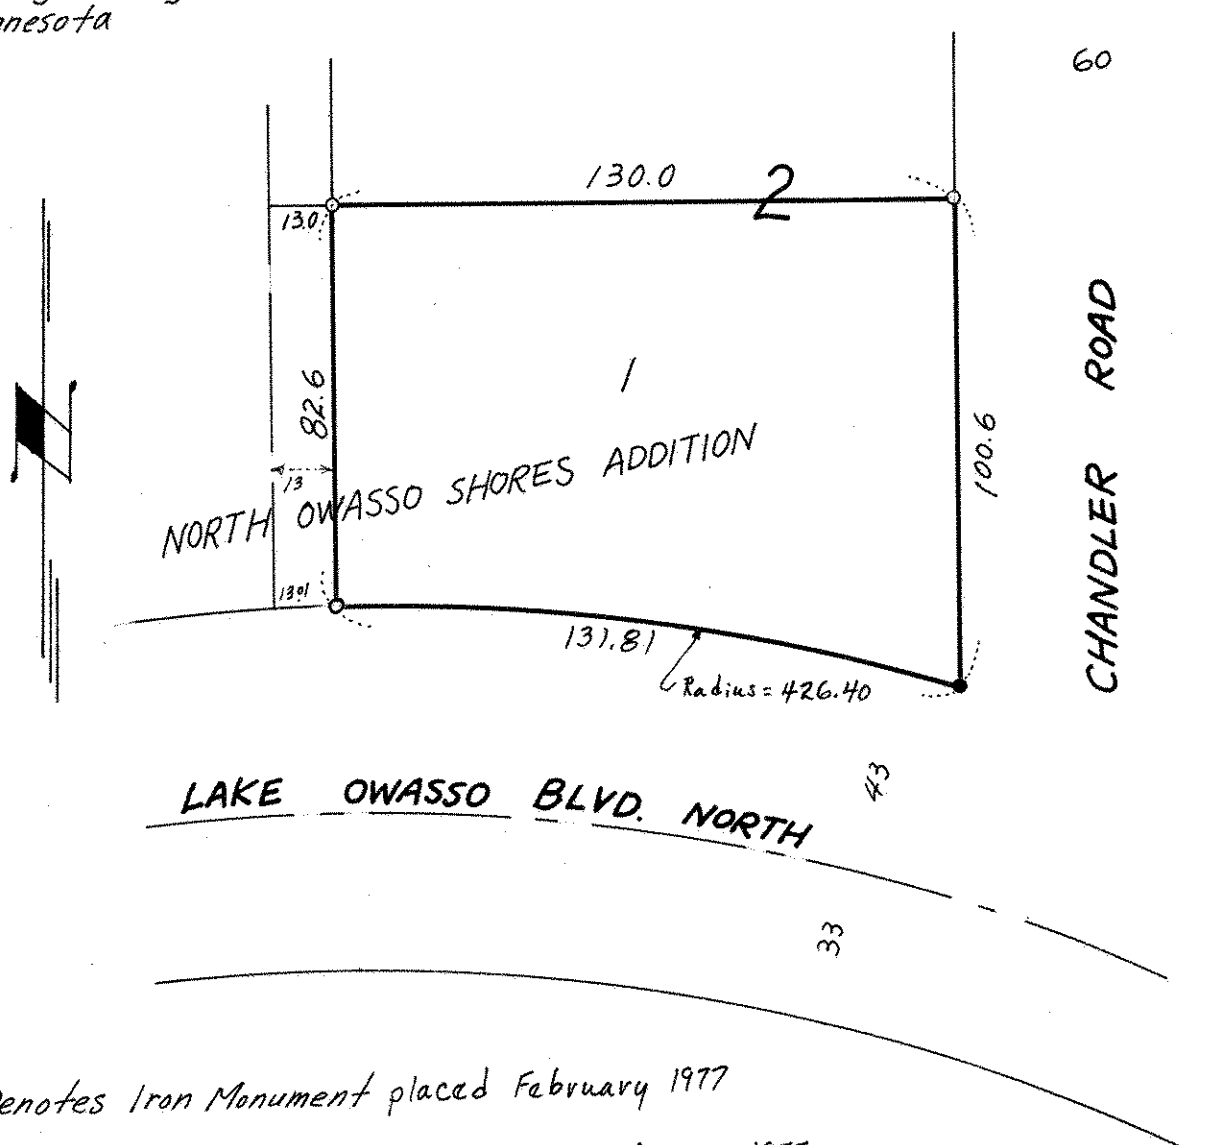 nnesota
60
130.0
2
13.0
1
82.6
100.6
CHANDLER ROAD
13
NORTH OWASSO SHORES ADDITION
13.01
131.81
Radius = 426.40
43
LAKE OWASSO BLVD. NORTH
33
enotes Iron Monument placed February 1977